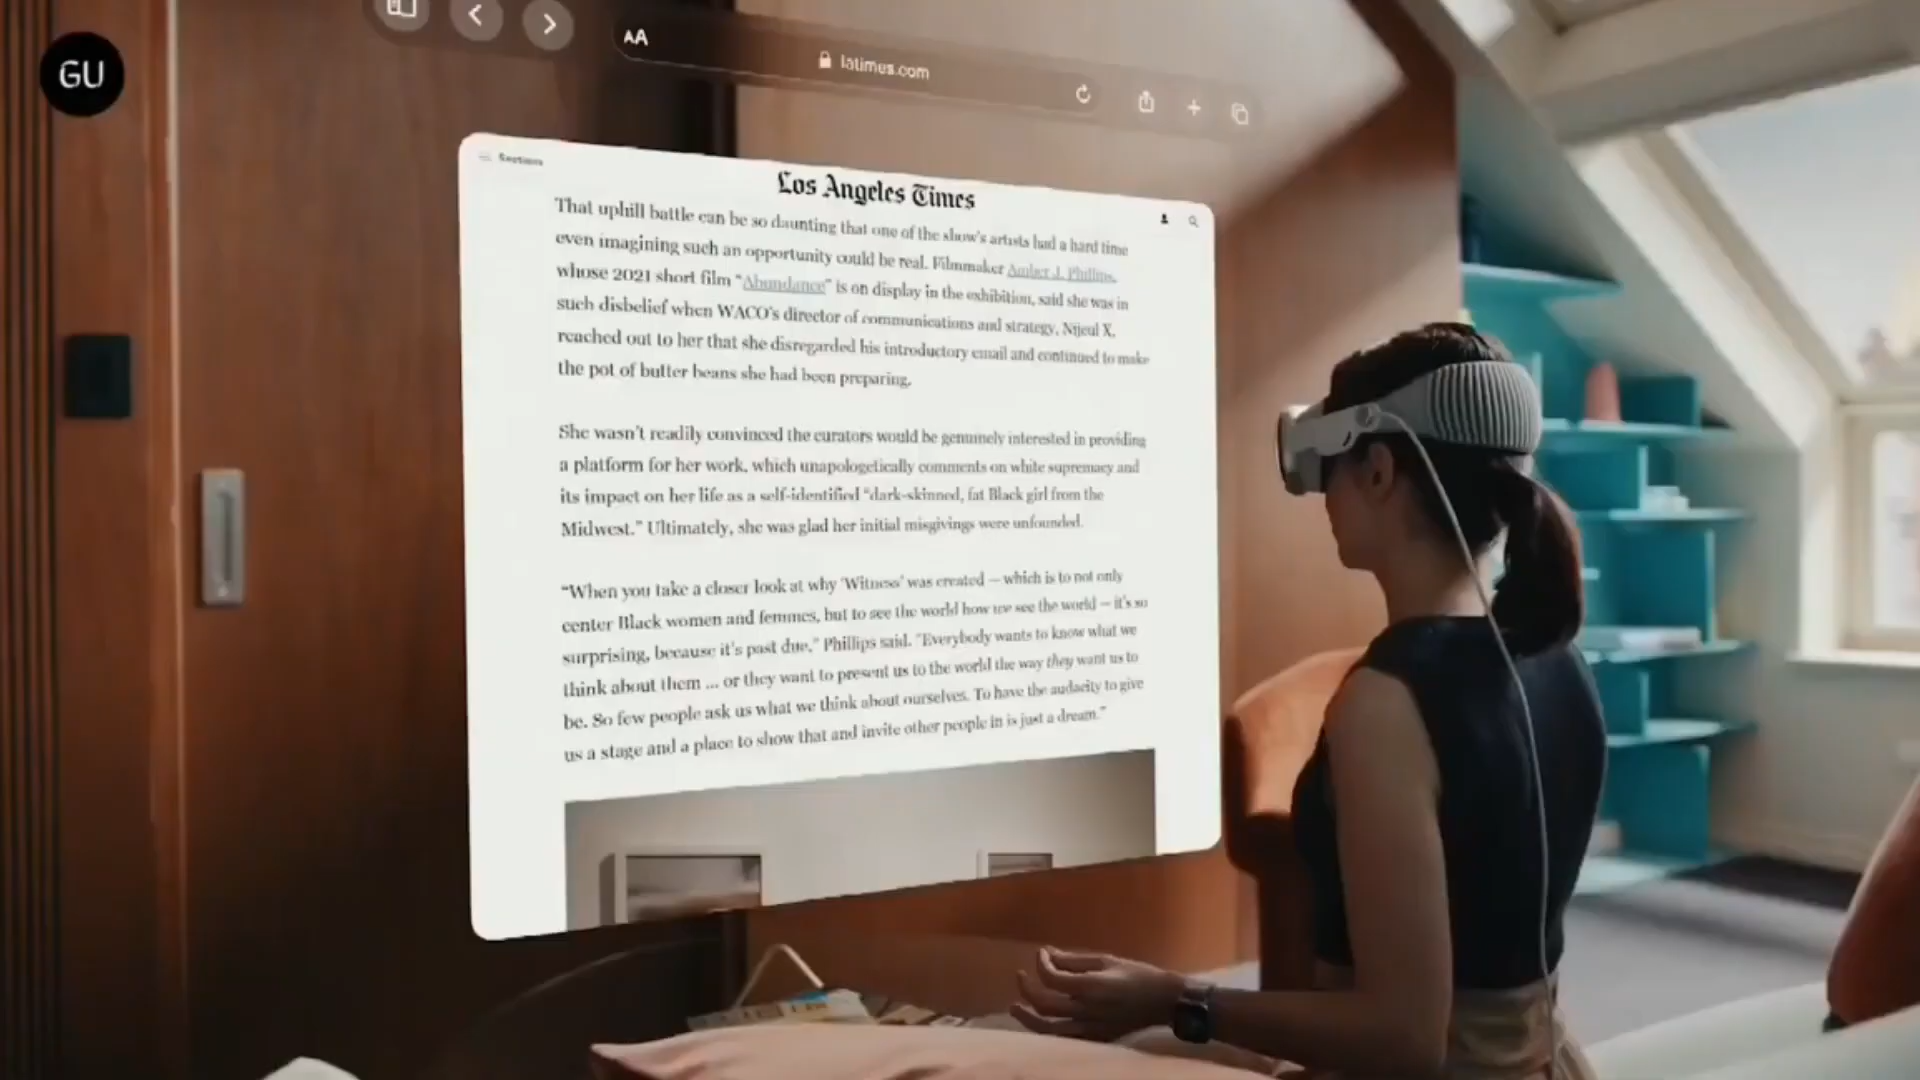 GU
AA
latimes.com
Sections
Los Angeles Times
That uphill battle can be so daunting that one of the show's artists had a hard time
even imagining such an opportunity could be real. Filmmaker Amber J. Phillips,
whose 2021 short film “Abundance” is on display in the exhibition, said she was in
such disbelief when WACO's director of communications and strategy, Nijeul X,
reached out to her that she disregarded his introductory email and continued to make
the pot of butter beans she had been preparing.
She wasn't readily convinced the curators would be genuinely interested in providing
a platform for her work, which unapologetically comments on white supremacy and
its impact on her life as a self-identified “dark-skinned, fat Black girl from the
Midwest.” Ultimately, she was glad her initial misgivings were unfounded.
“When you take a closer look at why ‘Witness’ was created — which is to not only
center Black women and femmes, but to see the world how we see the world — it's so
surprising, because it's past due,” Phillips said. “Everybody wants to know what we
think about them ... or they want to present us to the world the way they want us to
be. So few people ask us what we think about ourselves. To have the audacity to give
us a stage and a place to show that and invite other people in is just a dream.”